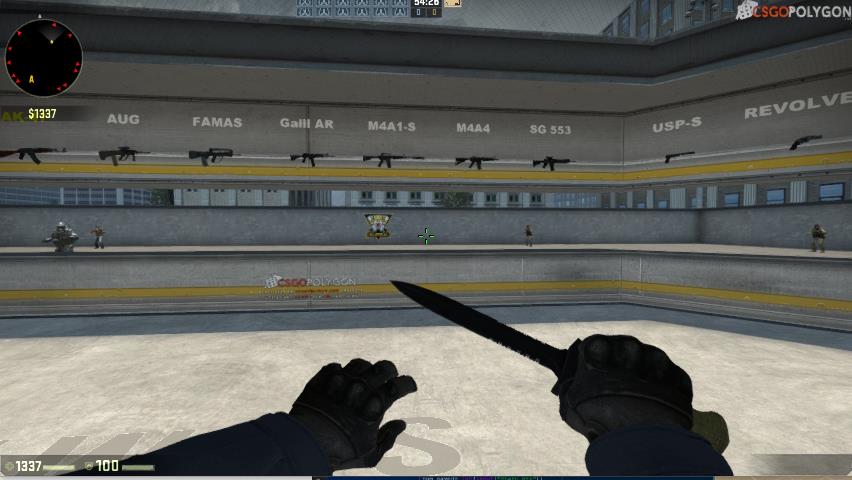 54:26
0 0
CSGOPOLYGON
A
$1337
AK-47
AUG
FAMAS
Galil AR
M4A1-S
M4A4
SG 553
USP-S
REVOLVE
CSGOPOLYGON
S
1337
100